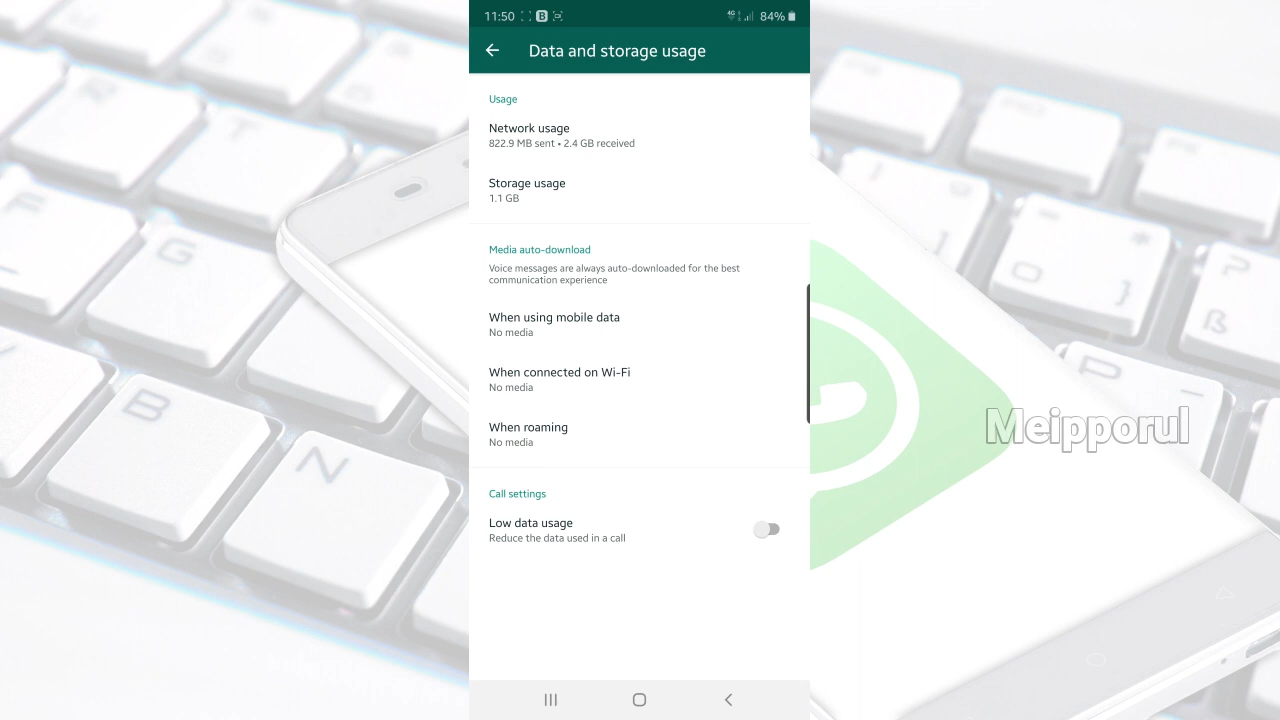 11:50 B 4G 84%
Data and storage usage
Usage
Network usage
822.9 MB sent • 2.4 GB received
Storage usage
1.1 GB
Media auto-download
Voice messages are always auto-downloaded for the best
communication experience
When using mobile data
No media
When connected on Wi-Fi
No media
When roaming
No media
Call settings
Low data usage
Reduce the data used in a call
Meipporul
T
F
G
B
N
P